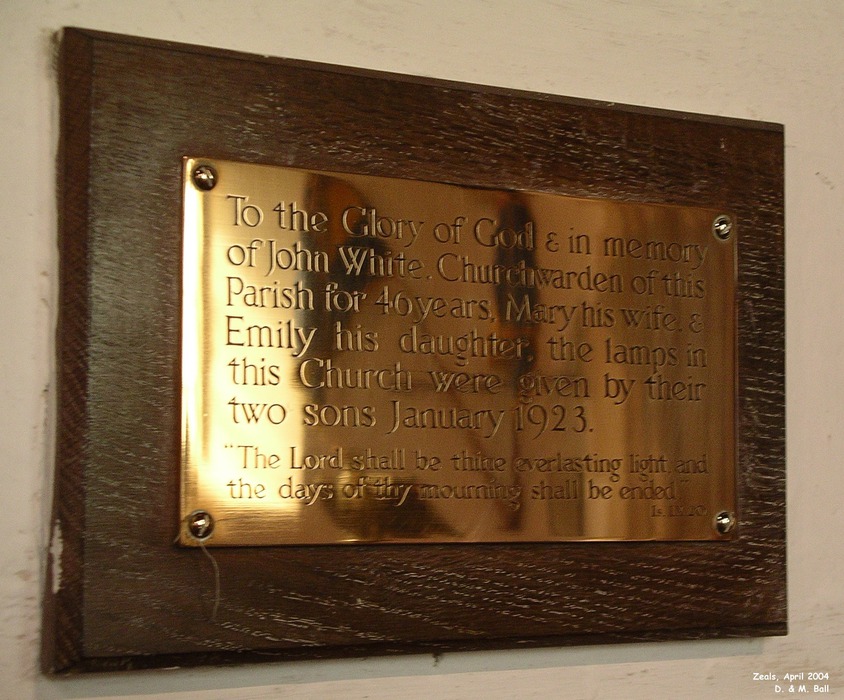 To the Glory of God & in memory
of John White. Churchwarden of this
Parish for 46 years, Mary his wife, &
Emily his daughter, the lamps in
this Church were given by their
two sons January 1923.
"The Lord shall be thine everlasting light and
the days of thy mourning shall be ended"
Is.
Zeals, April 2004
D. & M. Ball